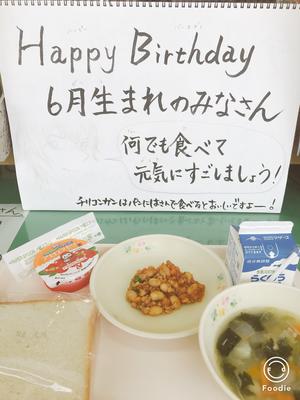 Happy Birthday
6月生まれのみなさん
何でも食べて
元気にすごしましょう!
チリコンカンはパンにはさんで食べるとおいしいですよー!
Foodie